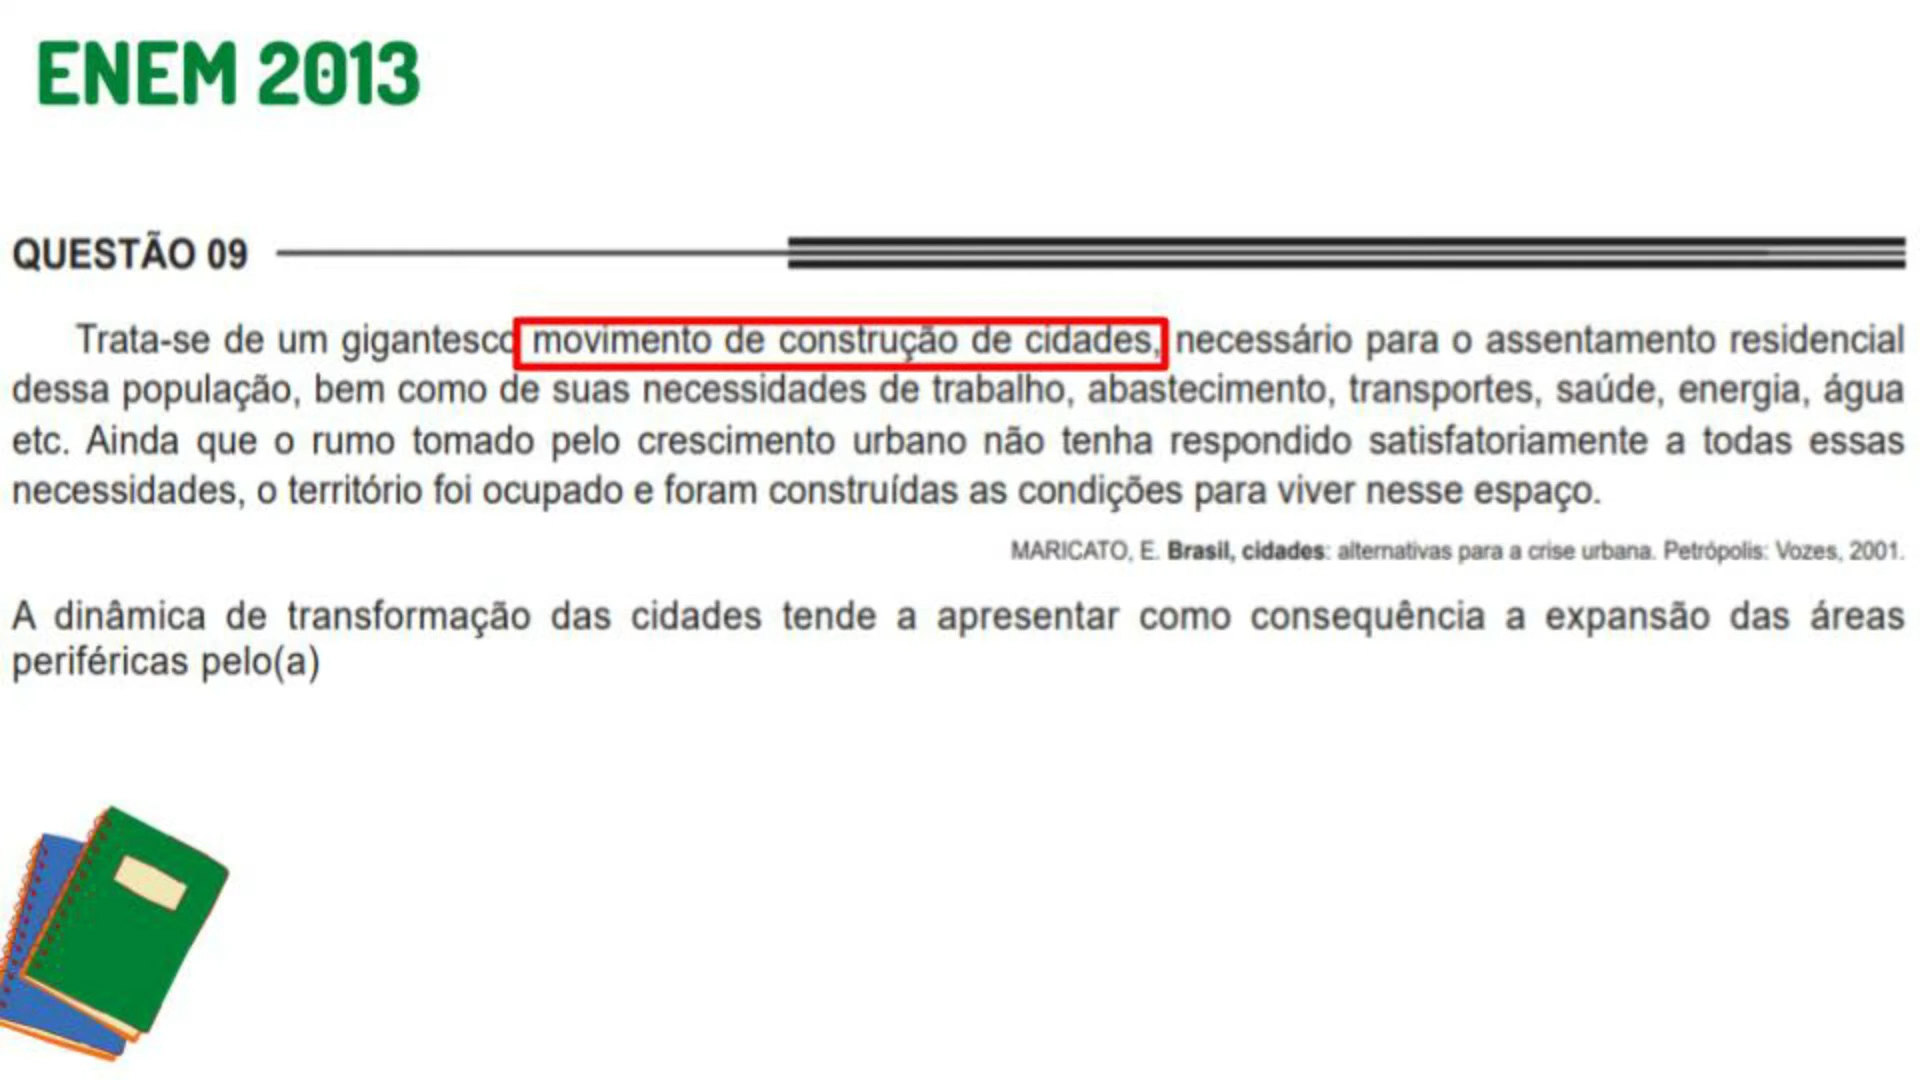 ENEM 2013
QUESTÃO 09
Trata-se de um gigantesco movimento de construção de cidades, necessário para o assentamento residencial
dessa população, bem como de suas necessidades de trabalho, abastecimento, transportes, saúde, energia, água
etc. Ainda que o rumo tomado pelo crescimento urbano não tenha respondido satisfatoriamente a todas essas
necessidades, o território foi ocupado e foram construídas as condições para viver nesse espaço.
MARICATO, E. Brasil, cidades: alternativas para a crise urbana. Petrópolis: Vozes, 2001.
A dinâmica de transformação das cidades tende a apresentar como consequência a expansão das áreas
periféricas pelo(a)